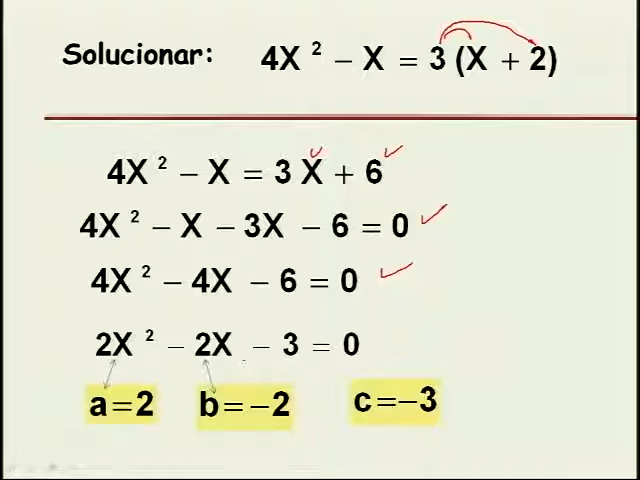 Solucionar: 4X² − X = 3 (X + 2)
4X² − X = 3 X + 6
4X² − X − 3X − 6 = 0
4X² − 4X − 6 = 0
2X² − 2X − 3 = 0
a = 2 b = −2 c = −3